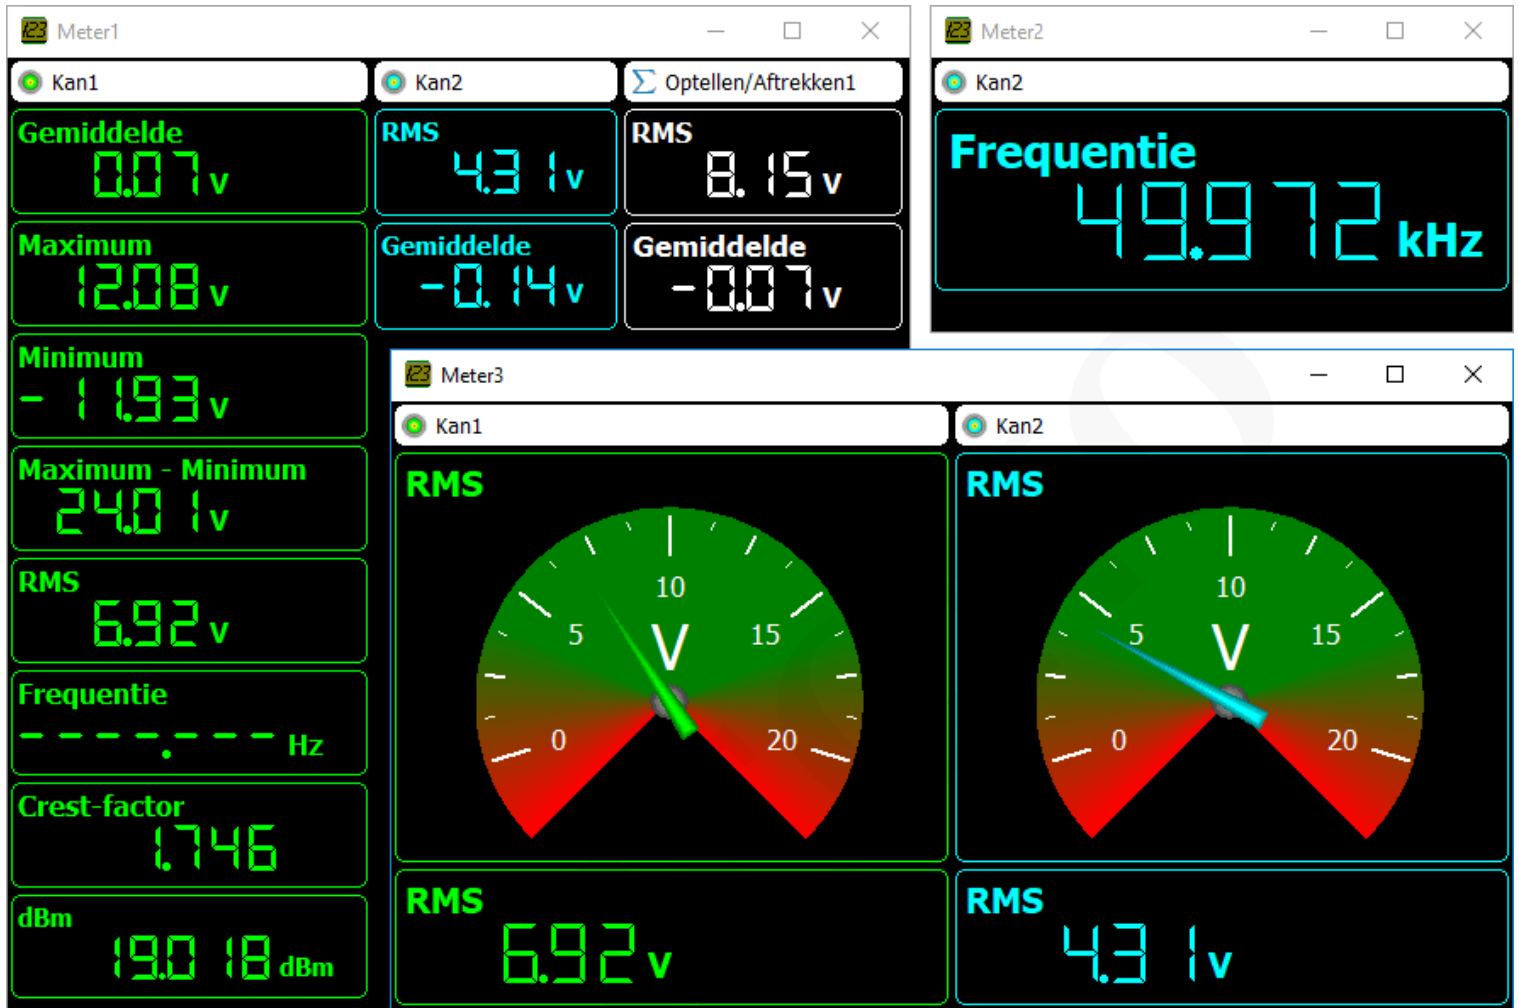 Meter1
Kan1
Kan2
Optellen/Aftrekken1
Gemiddelde
0.07 V
Maximum
12.08 V
Minimum
-11.93 V
Maximum - Minimum
24.01 V
RMS
6.92 V
Frequentie
----.--- Hz
Crest-factor
1.746
dBm
19.018 dBm
RMS
4.31 V
Gemiddelde
-0.14 V
RMS
8.15 V
Gemiddelde
-0.07 V
Meter2
Kan2
Frequentie
49.972 kHz
Meter3
Kan1
Kan2
RMS
0
5
10
15
20
V
RMS
6.92 V
RMS
0
5
10
15
20
V
RMS
4.31 V